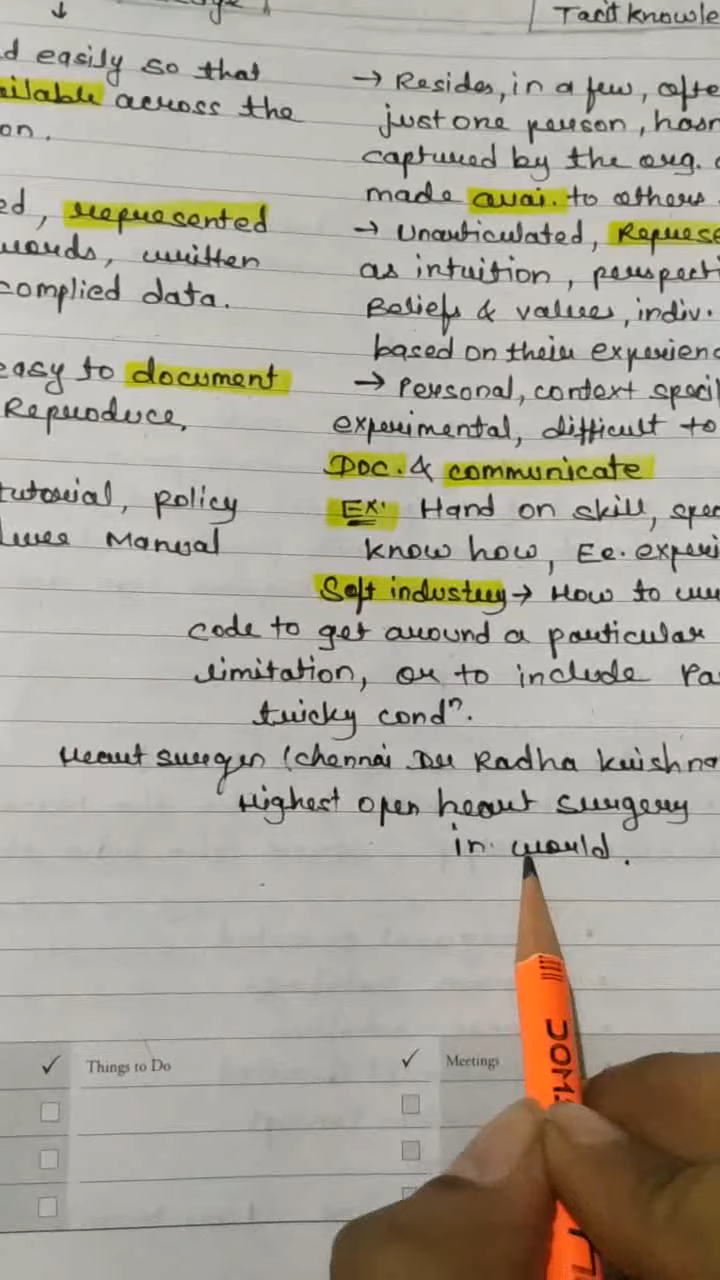 Tacit knowle
d easily so that
ailable across the
on.
ed, represented
words, written
complied data.
easy to document
Reproduce.
tutorial, policy
Manual
→ Resides, in a few, ofte
just one person, hasn
captured by the org. o
made avai. to others.
→ Unarticulated, Represe
as intuition, perspecti
Beliefs & values, indiv.
based on their experienc
→ Personal, context specif
experimental, difficult to
Doc. & communicate
Ex: Hand on skill, spec
know how, Ee. experi
Soft industry → How to
code to get around a particular
limitation, or to include Pa
tricky condⁿ.
Heart surgen (chennai Dr Radha Krishna
Highest open heart surgery
in world.
✓ Things to Do
✓ Meetings
DOMS